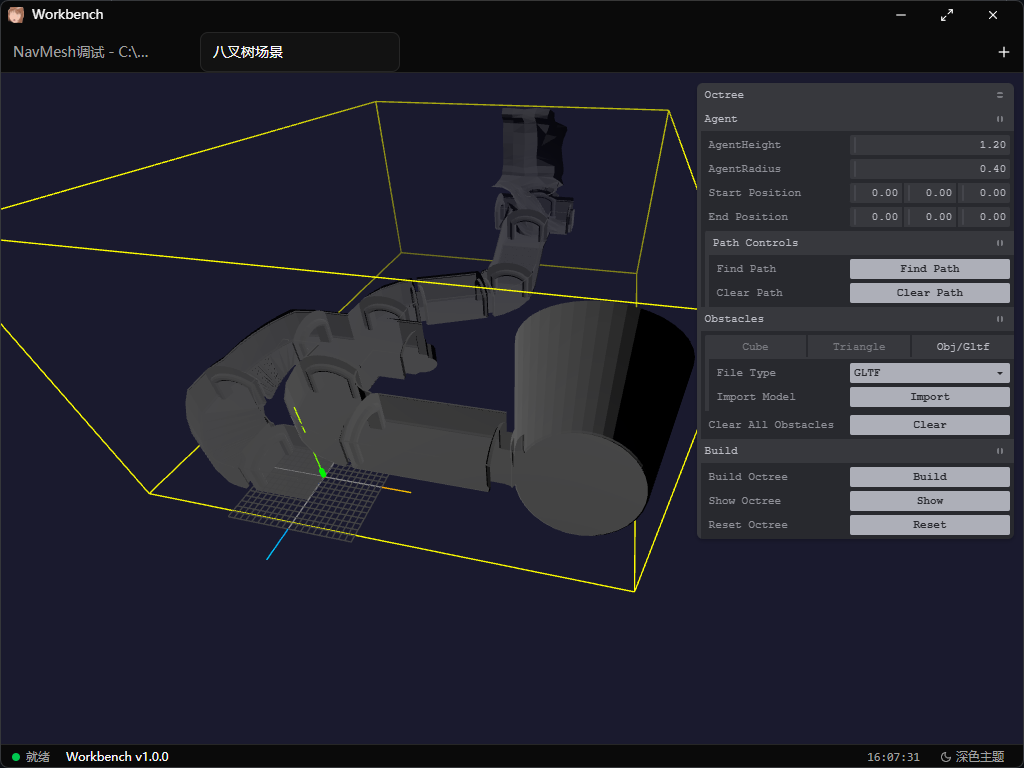 Workbench
NavMesh调试 - C:\...
八叉树场景
Octree
Agent
AgentHeight 1.20
AgentRadius 0.40
Start Position 0.00 0.00 0.00
End Position 0.00 0.00 0.00
Path Controls
Find Path Find Path
Clear Path Clear Path
Obstacles
Cube Triangle Obj/Gltf
File Type GLTF
Import Model Import
Clear All Obstacles Clear
Build
Build Octree Build
Show Octree Show
Reset Octree Reset
就绪 Workbench v1.0.0 16:07:31 深色主题